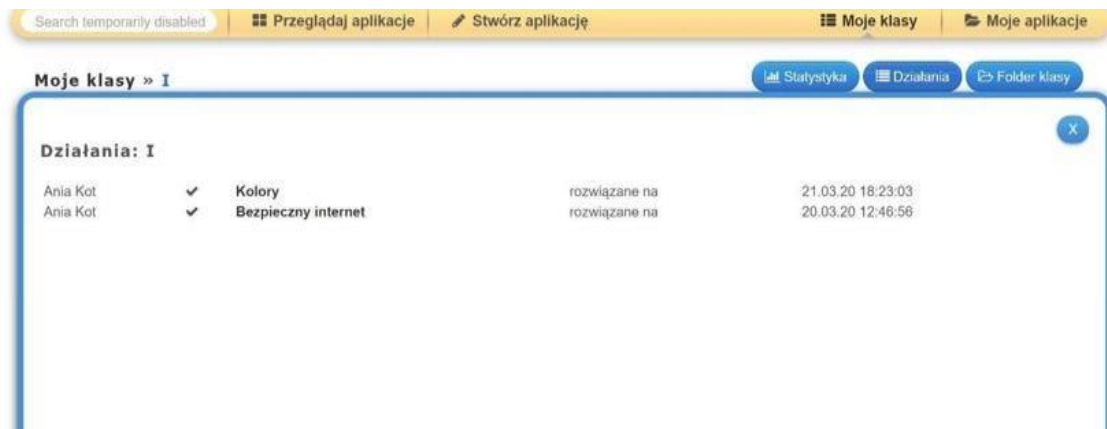 Search temporarily disabled Przeglądaj aplikacje Stwórz aplikację Moje klasy Moje aplikacje
Moje klasy » I Statystyka Działania Folder klasy
X
Działania: I
Ania Kot Kolory rozwiązane na 21.03.20 18:23:03
Ania Kot Bezpieczny internet rozwiązane na 20.03.20 12:46:56